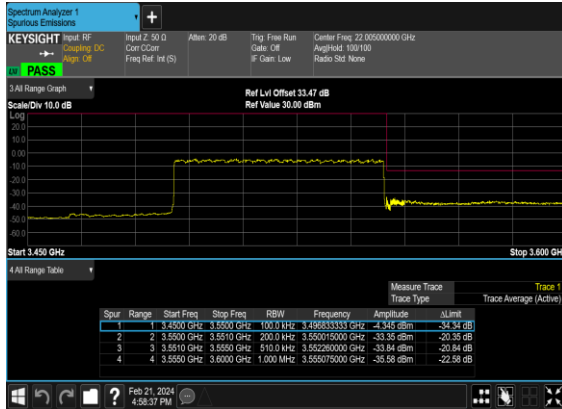 Spectrum Analyzer 1
Spurious Emissions
+
KEYSIGHT Input: RF Input Z: 50 Ω Atten: 20 dB Trig: Free Run Center Freq: 22.005000000 GHz
Coupling: DC Corr CCorr Gate: Off Avg|Hold: 100/100
Align: Off Freq Ref: Int (S) IF Gain: Low Radio Std: None
LW PASS
3 All Range Graph Ref Lvl Offset 33.47 dB
Scale/Div 10.0 dB Ref Value 30.00 dBm
Log
20.0
10.0
0.00
-10.0
-20.0
-30.0
-40.0
-50.0
-60.0
Start 3.450 GHz Stop 3.600 GH
4 All Range Table
Measure Trace Trace 1
Trace Type Trace Average (Active)
Spur Range Start Freq Stop Freq RBW Frequency Amplitude ΔLimit
1 1 3.4500 GHz 3.5500 GHz 100.0 kHz 3.496833333 GHz -4.345 dBm -34.34 dB
2 2 3.5500 GHz 3.5510 GHz 200.0 kHz 3.550015000 GHz -33.35 dBm -20.35 dB
3 3 3.5510 GHz 3.5550 GHz 510.0 kHz 3.552260000 GHz -33.84 dBm -20.84 dB
4 4 3.5550 GHz 3.6000 GHz 1.000 MHz 3.555075000 GHz -35.58 dBm -22.58 dB
? Feb 21, 2024
4:58:37 PM